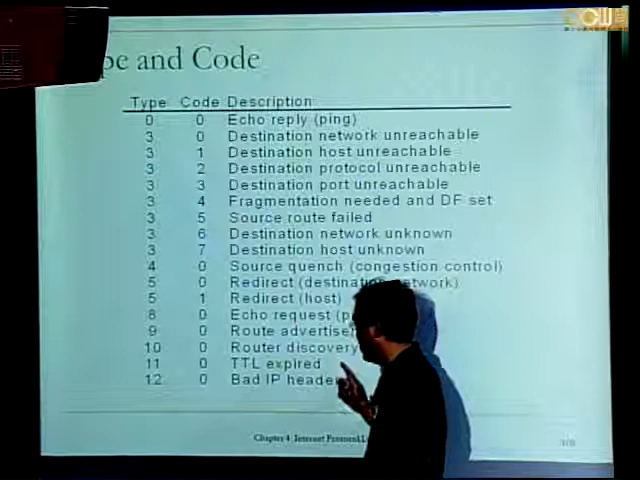 pe and Code
Type Code Description
0 0 Echo reply (ping)
3 0 Destination network unreachable
3 1 Destination host unreachable
3 2 Destination protocol unreachable
3 3 Destination port unreachable
3 4 Fragmentation needed and DF set
3 5 Source route failed
3 6 Destination network unknown
3 7 Destination host unknown
4 0 Source quench (congestion control)
5 0 Redirect (destination network)
5 1 Redirect (host)
8 0 Echo request (p
9 0 Route advertise
10 0 Router discovery
11 0 TTL expired
12 0 Bad IP heade
Chapter 4: Internet